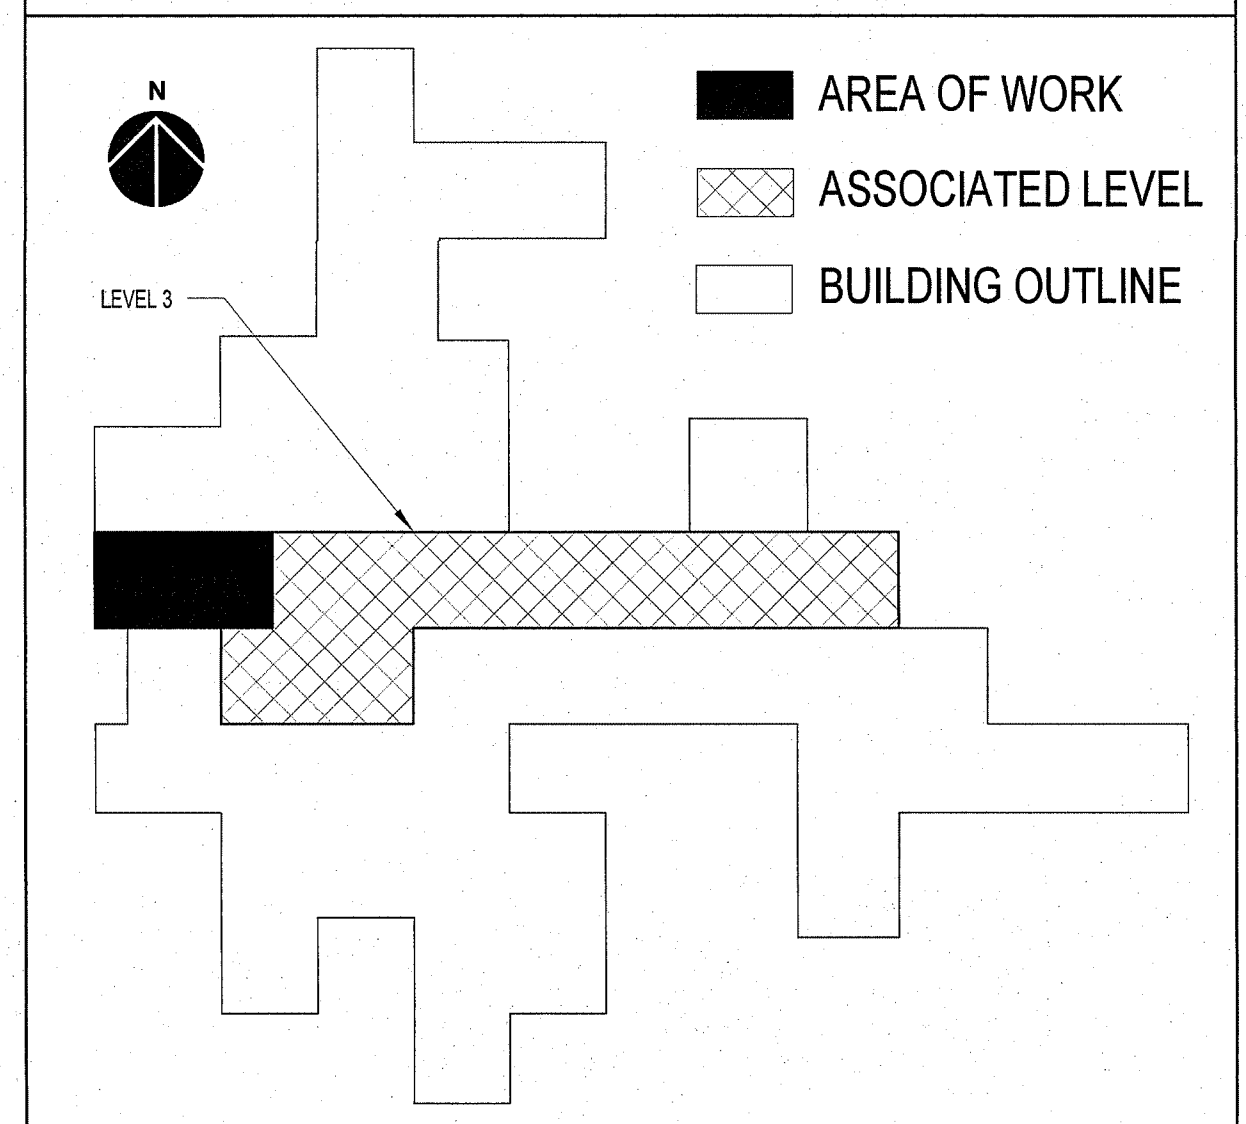 N
AREA OF WORK
ASSOCIATED LEVEL
BUILDING OUTLINE
LEVEL 3